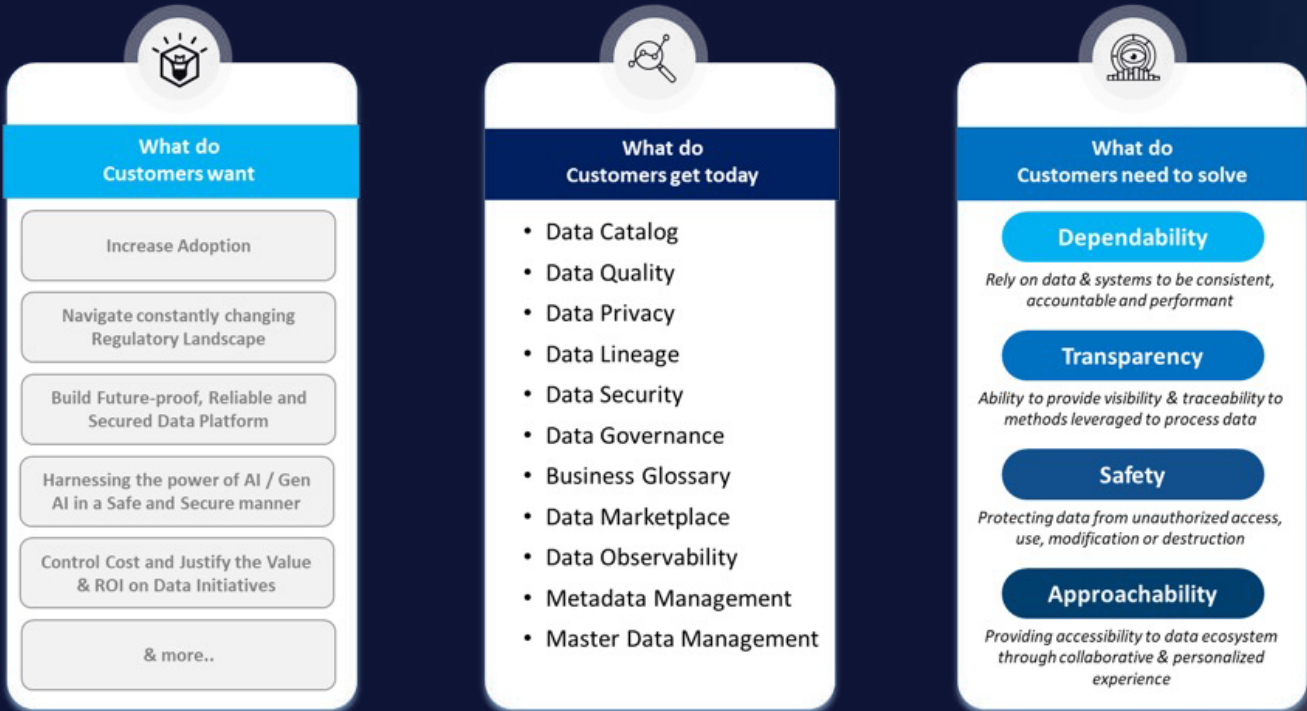 What do
Customers want
Increase Adoption
Navigate constantly changing
Regulatory Landscape
Build Future-proof, Reliable and
Secured Data Platform
Harnessing the power of AI / Gen
AI in a Safe and Secure manner
Control Cost and Justify the Value
& ROI on Data Initiatives
& more..
What do
Customers get today
• Data Catalog
• Data Quality
• Data Privacy
• Data Lineage
• Data Security
• Data Governance
• Business Glossary
• Data Marketplace
• Data Observability
• Metadata Management
• Master Data Management
What do
Customers need to solve
Dependability
Rely on data & systems to be consistent,
accountable and performant
Transparency
Ability to provide visibility & traceability to
methods leveraged to process data
Safety
Protecting data from unauthorized access,
use, modification or destruction
Approachability
Providing accessibility to data ecosystem
through collaborative & personalized
experience